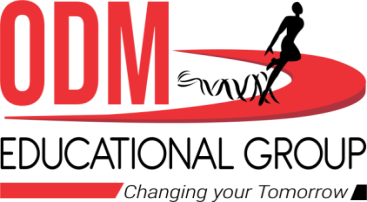 ODM
EDUCATIONAL GROUP
Changing your Tomorrow